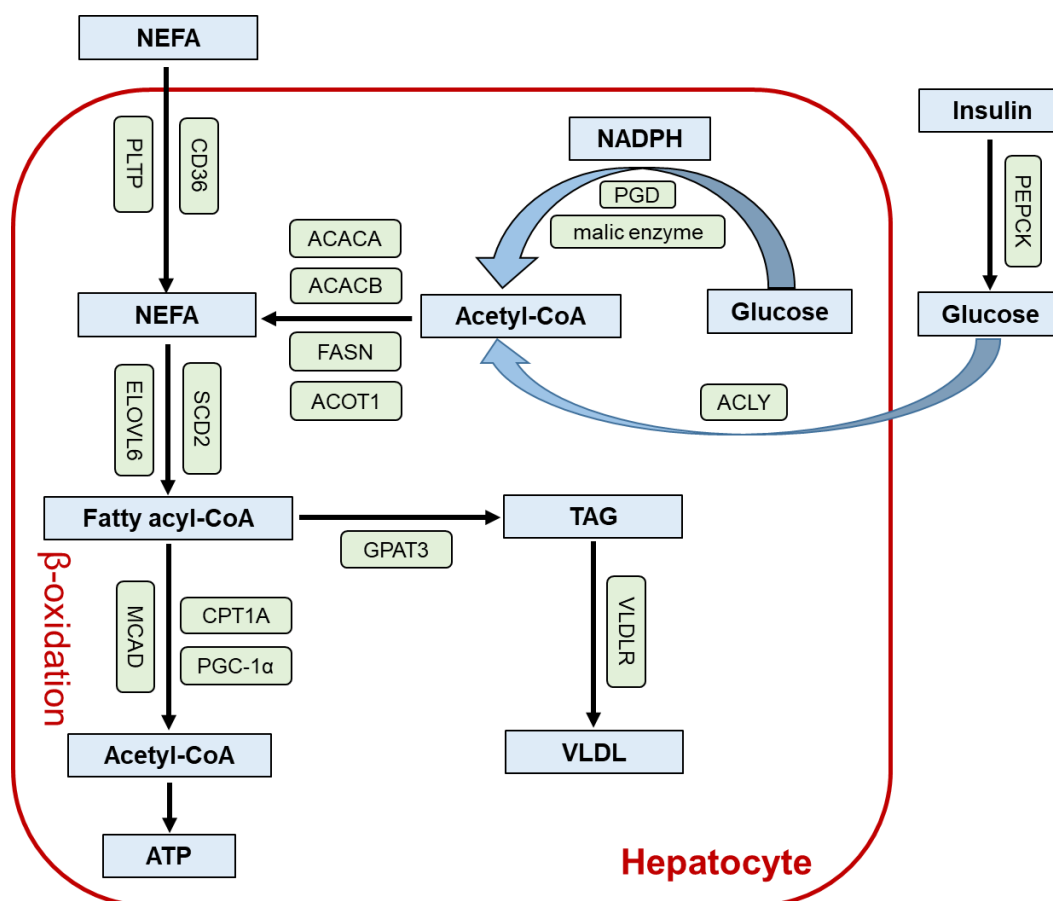 NEFA
Insulin
NADPH
PLTP
CD36
PEPCK
PGD
malic enzyme
ACACA
ACACB
NEFA
Acetyl-CoA
Glucose
Glucose
FASN
ACOT1
ACLY
ELOVL6
SCD2
Fatty acyl-CoA
TAG
GPAT3
β-oxidation
MCAD
CPT1A
PGC-1α
VLDLR
Acetyl-CoA
VLDL
ATP
Hepatocyte